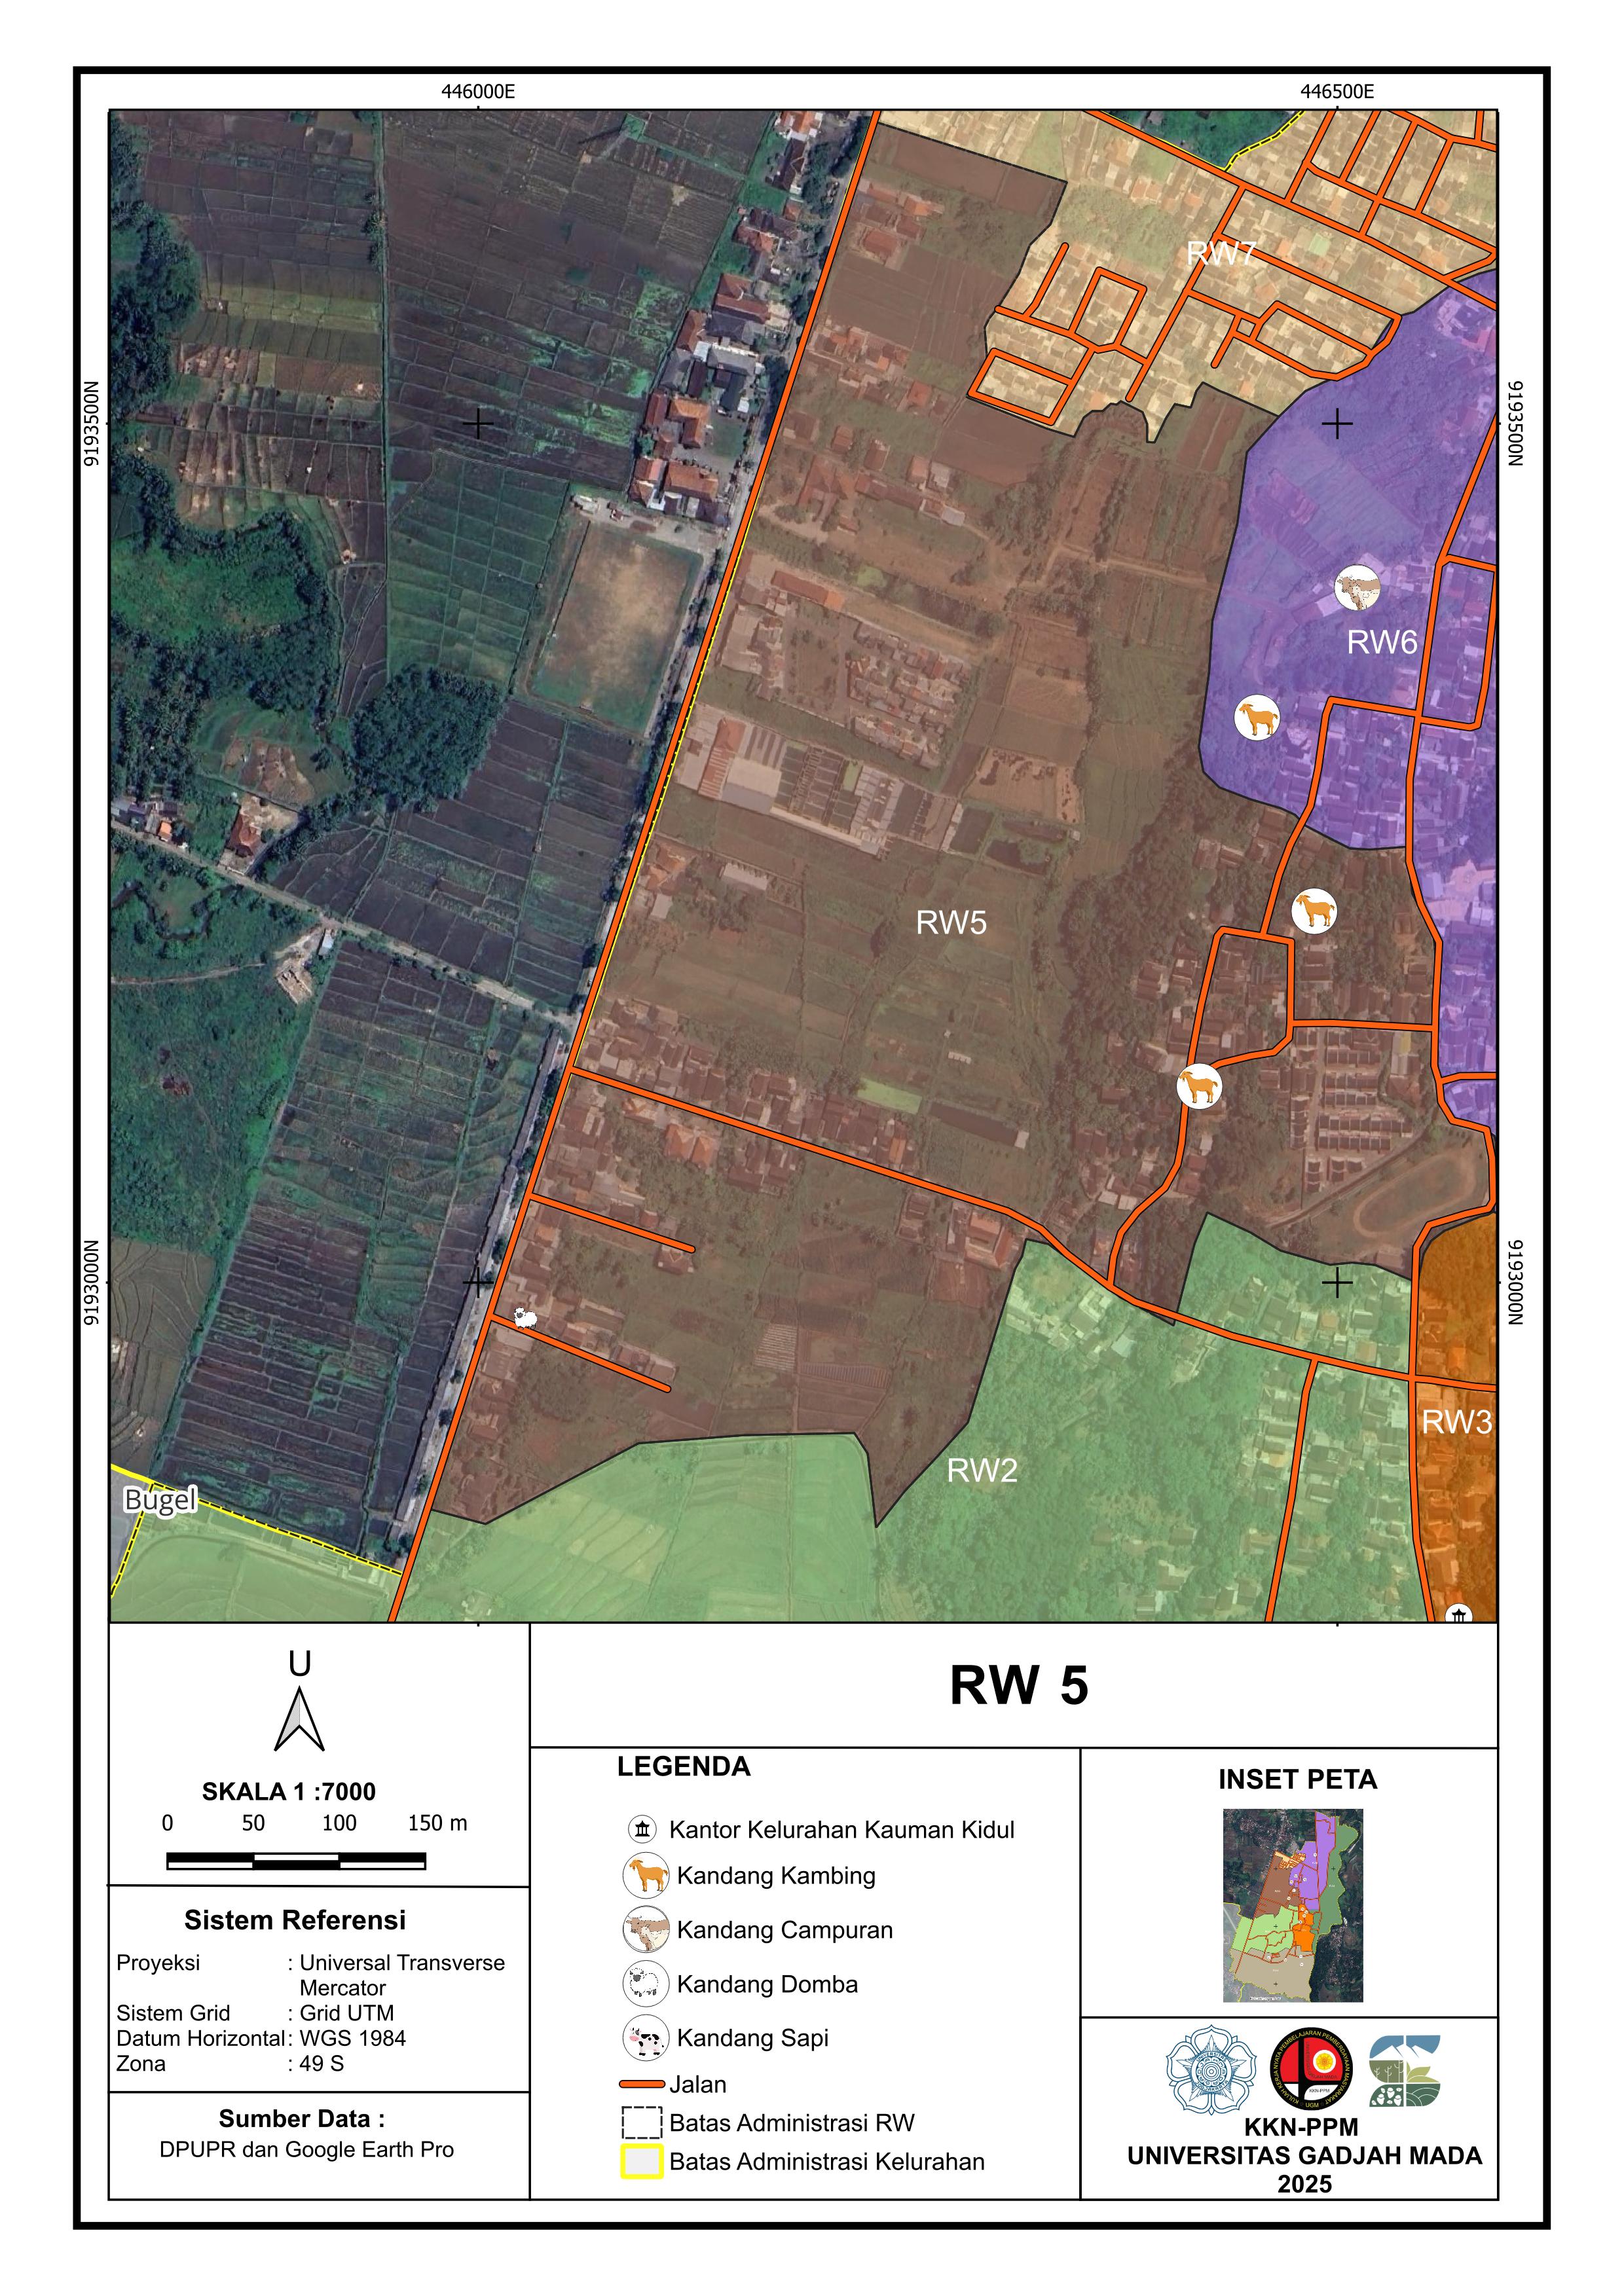 446000E
446500E
9193500N
9193500N
RW7
RW6
RW5
9193000N
9193000N
RW3
RW2
Bugel
U
SKALA 1 :7000
0 50 100 150 m
Sistem Referensi
Proyeksi : Universal Transverse
Mercator
Sistem Grid : Grid UTM
Datum Horizontal : WGS 1984
Zona : 49 S
Sumber Data :
DPUPR dan Google Earth Pro
RW 5
LEGENDA
Kantor Kelurahan Kauman Kidul
Kandang Kambing
Kandang Campuran
Kandang Domba
Kandang Sapi
Jalan
Batas Administrasi RW
Batas Administrasi Kelurahan
INSET PETA
KKN-PPM
UNIVERSITAS GADJAH MADA
2025